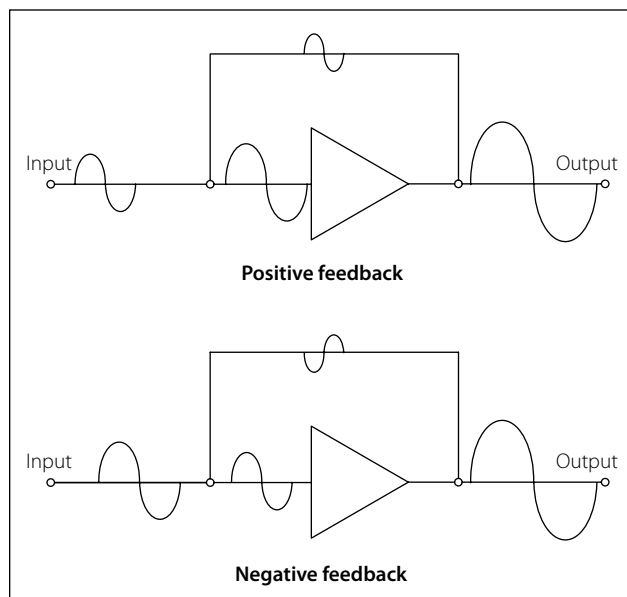 Input
Output
Positive feedback
Input
Output
Negative feedback